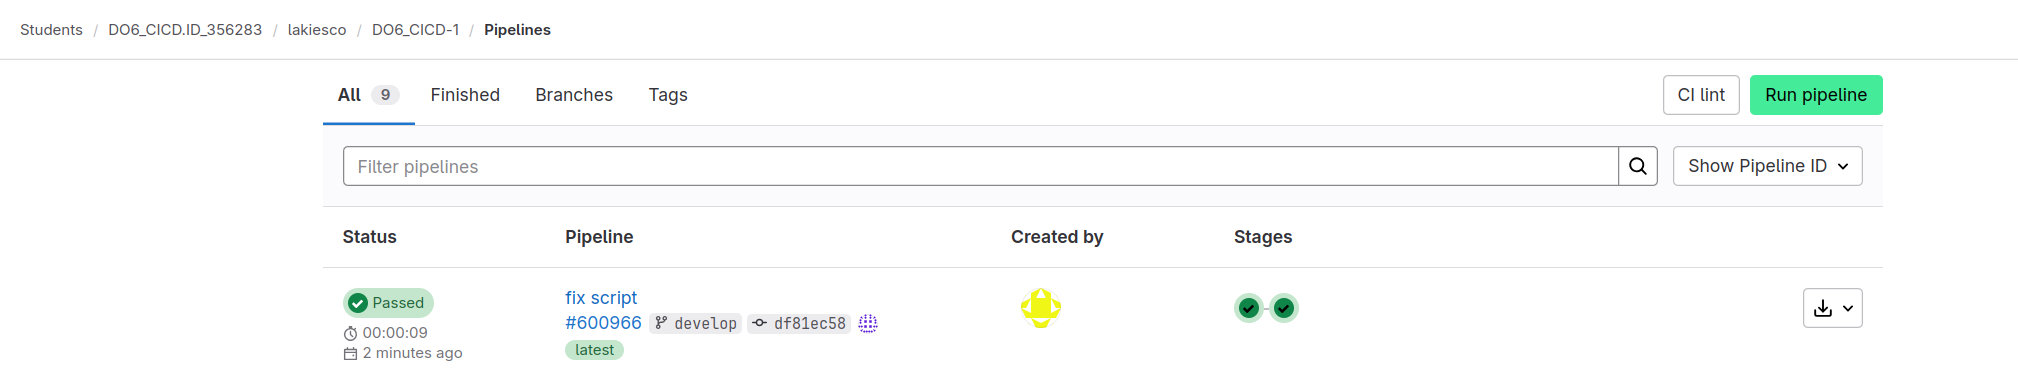 Students / DO6_CICD.ID_356283 / lakiesco / DO6_CICD-1 / Pipelines
All 9 Finished Branches Tags CI lint Run pipeline
Filter pipelines Show Pipeline ID
Status Pipeline Created by Stages
Passed fix script
#600966 develop df81ec58
00:00:09
latest
2 minutes ago